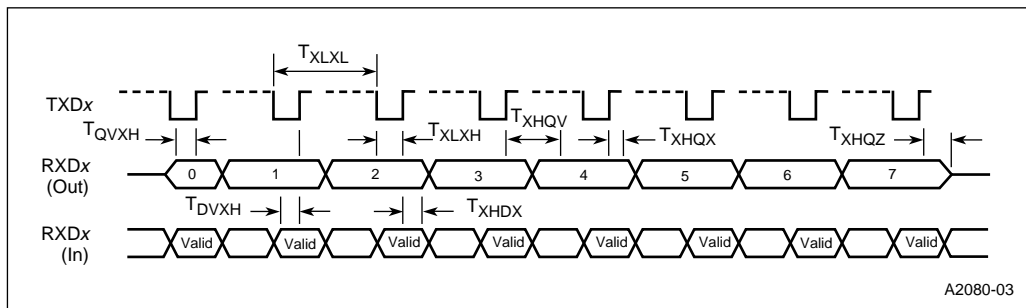 TXLXL
TXDx
TQVXH
TXLXH
TXHQV
TXHQX
TXHQZ
RXDx
(Out)
0 1 2 3 4 5 6 7
TDVXH
TXHDX
RXDx
(In)
Valid Valid Valid Valid Valid Valid Valid Valid
A2080-03